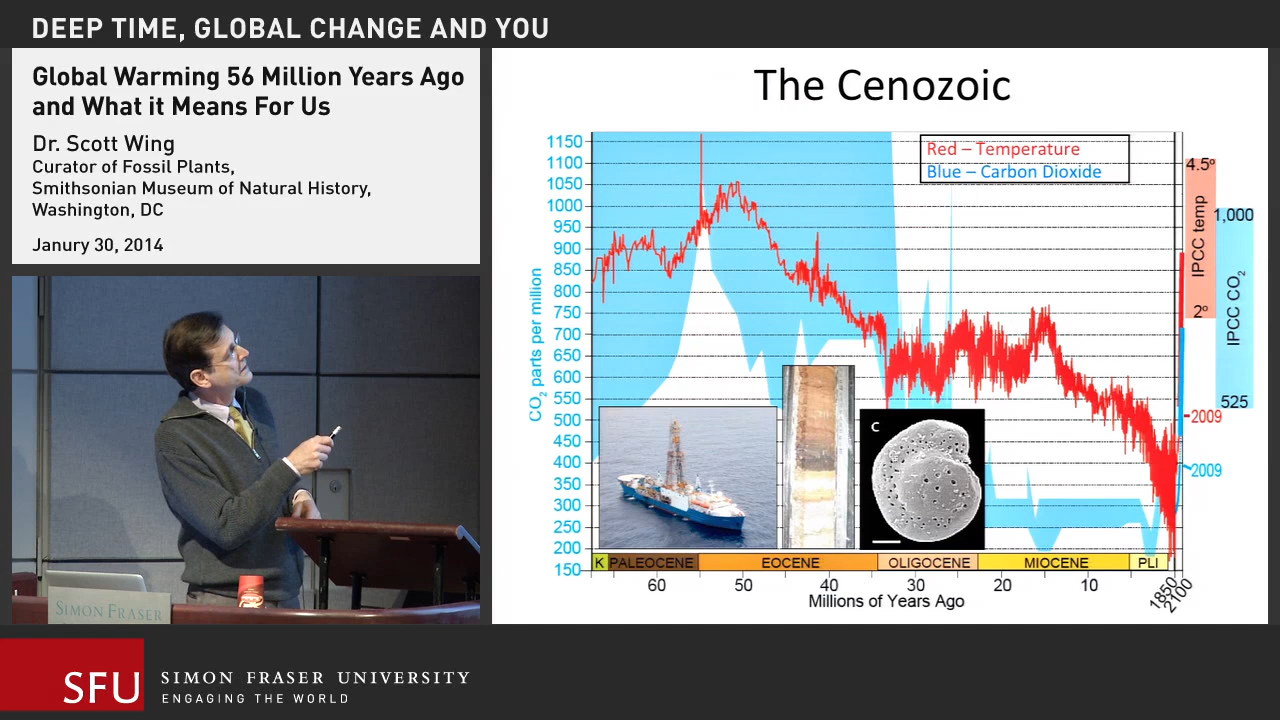 DEEP TIME, GLOBAL CHANGE AND YOU
Global Warming 56 Million Years Ago
and What it Means For Us
Dr. Scott Wing
Curator of Fossil Plants,
Smithsonian Museum of Natural History,
Washington, DC
Janury 30, 2014
The Cenozoic
Red – Temperature
Blue – Carbon Dioxide
CO2 parts per million
1150
1100
1050
1000
950
900
850
800
750
700
650
600
550
500
450
400
350
300
250
200
150
C
K
PALEOCENE
EOCENE
OLIGOCENE
MIOCENE
PLI
60
50
40
30
20
10
1850
2100
Millions of Years Ago
4.5º
IPCC temp
2º
1,000
IPCC CO2
525
2009
2009
SIMON FRASER
SFU
SIMON FRASER UNIVERSITY
ENGAGING THE WORLD